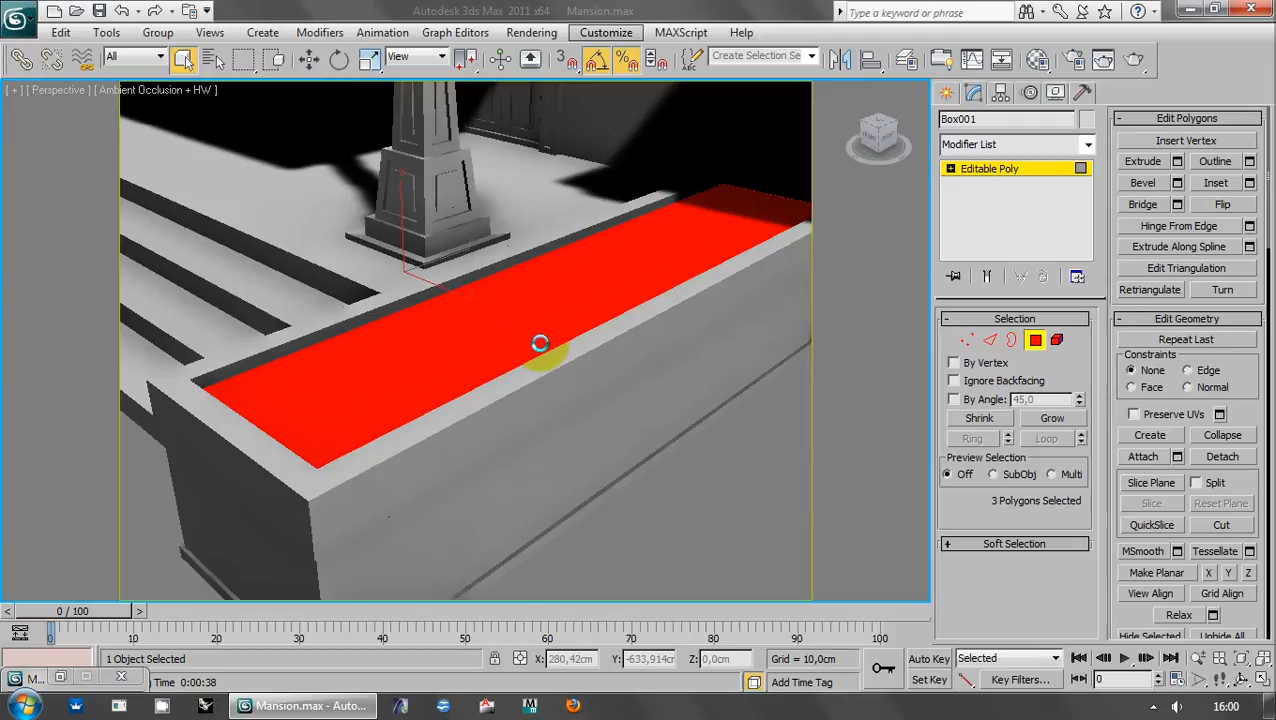 Autodesk 3ds Max 2011 x64 Mansion.max
Type a keyword or phrase
Edit Tools Group Views Create Modifiers Animation Graph Editors Rendering Customize MAXScript Help
All View 3 % ABC Create Selection Se
[ + ] [ Perspective ] [ Ambient Occlusion + HW ]
Box001
Modifier List
Editable Poly
Selection
By Vertex
Ignore Backfacing
By Angle: 45,0
Shrink Grow
Ring Loop
Preview Selection
Off SubObj Multi
3 Polygons Selected
Soft Selection
Edit Polygons
Insert Vertex
Extrude Outline
Bevel Inset
Bridge Flip
Hinge From Edge
Extrude Along Spline
Edit Triangulation
Retriangulate Turn
Edit Geometry
Repeat Last
Constraints
None Edge
Face Normal
Preserve UVs
Create Collapse
Attach Detach
Slice Plane Split
Slice Reset Plane
QuickSlice Cut
MSmooth Tessellate
Make Planar X Y Z
View Align Grid Align
Relax
Hide Selected Unhide All
0 / 100
0 10 20 30 40 50 60 70 80 90 100
1 Object Selected X: 280,42cm Y: -633,914cm Z: 0,0cm Grid = 10,0cm Auto Key Selected
M... Time 0:00:38 Add Time Tag Set Key Key Filters... 0
Mansion.max - Auto... 16:00